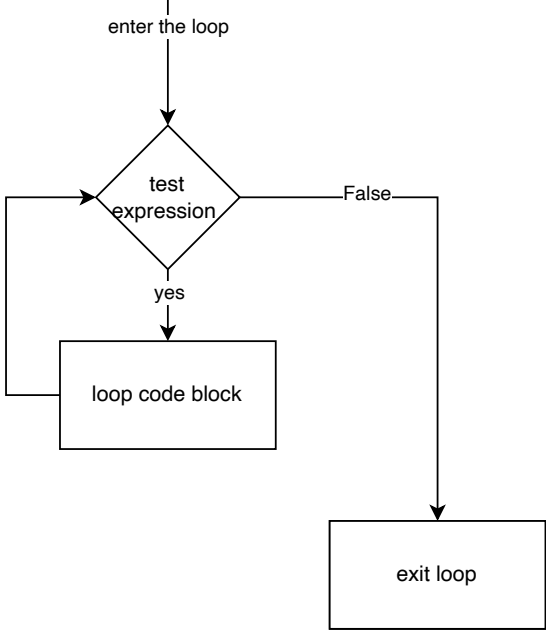 enter the loop
test
expression
False
yes
loop code block
exit loop